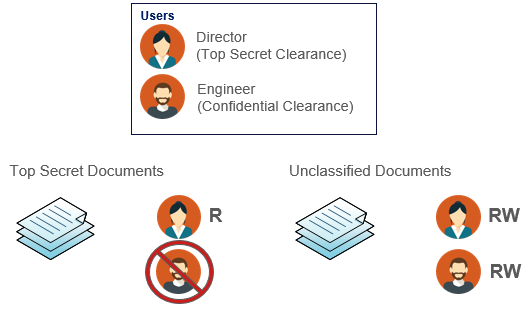 Users
Director
(Top Secret Clearance)
Engineer
(Confidential Clearance)
Top Secret Documents
Unclassified Documents
R
RW
RW